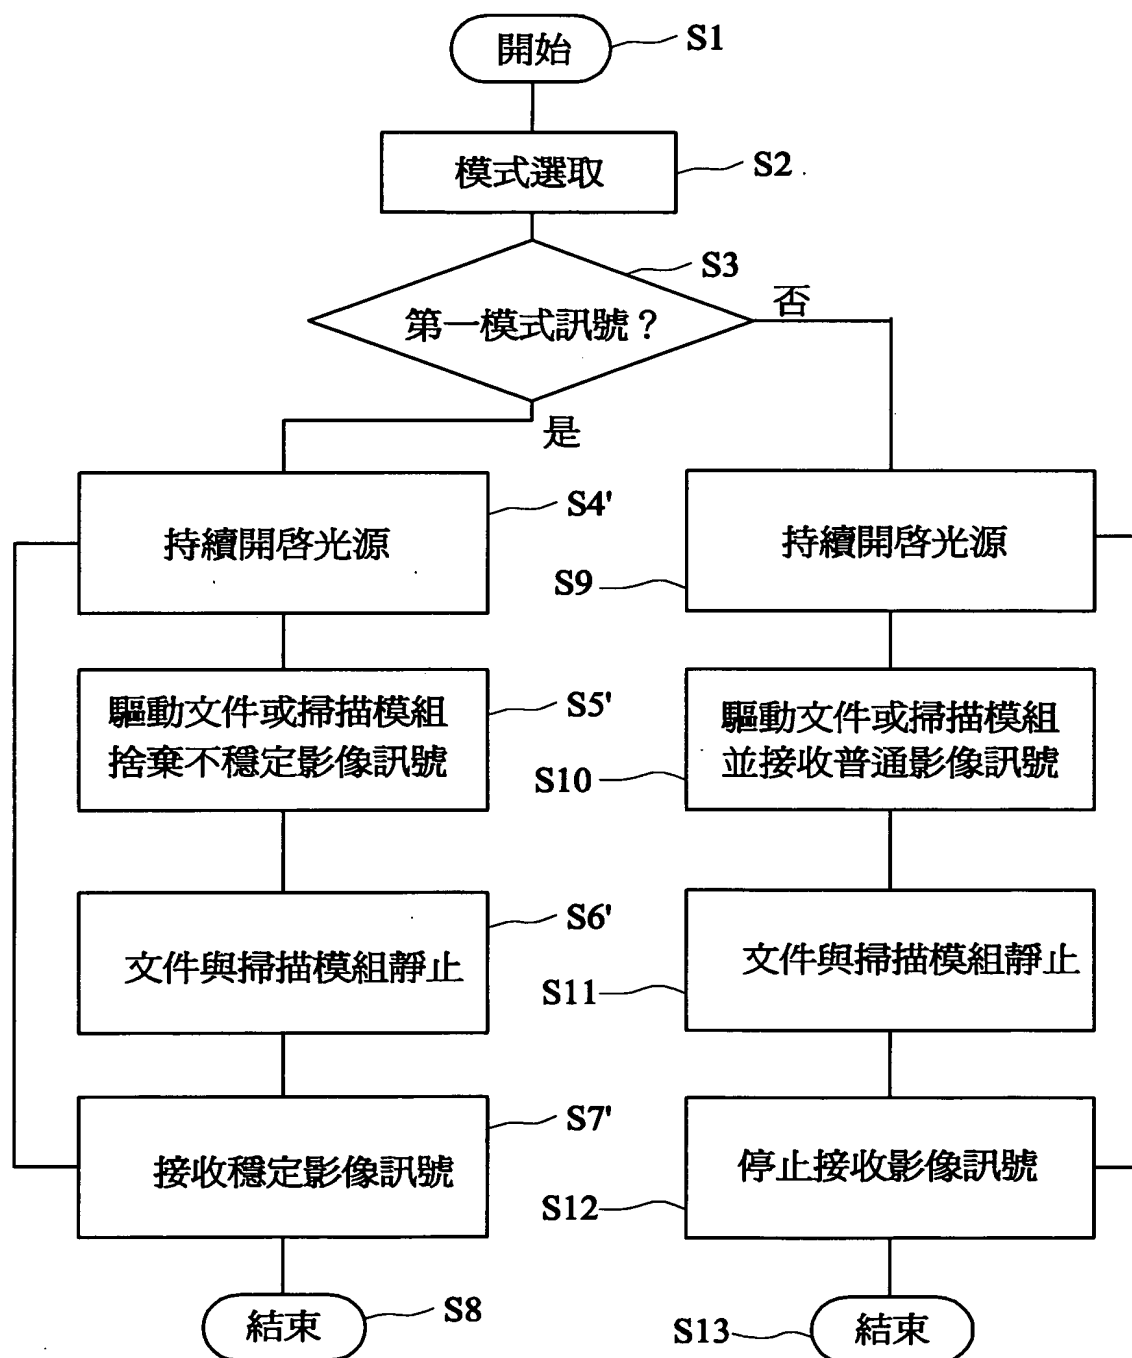 開始
S1
模式選取
S2
S3
第一模式訊號？
否
是
持續開啓光源
S4'
驅動文件或掃描模組
捨棄不穩定影像訊號
S5'
文件與掃描模組靜止
S6'
接收穩定影像訊號
S7'
結束
S8
持續開啓光源
S9
驅動文件或掃描模組
並接收普通影像訊號
S10
文件與掃描模組靜止
S11
停止接收影像訊號
S12
結束
S13